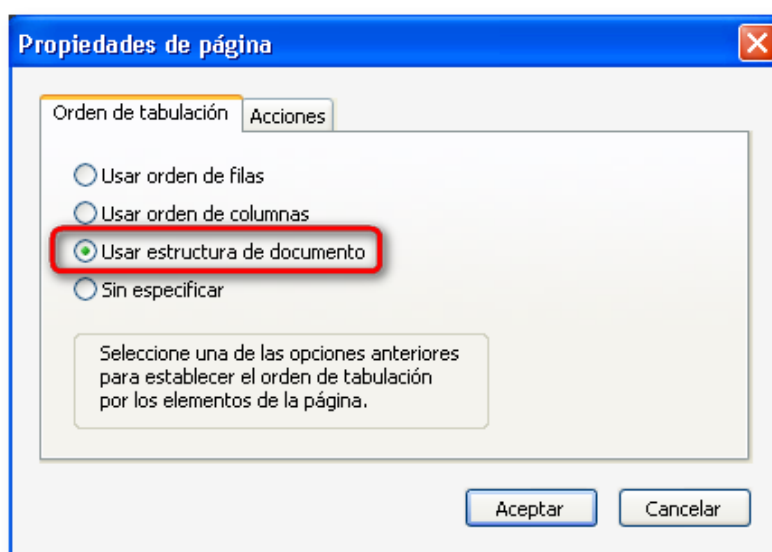 Propiedades de página
Orden de tabulación
Acciones
Usar orden de filas
Usar orden de columnas
Usar estructura de documento
Sin especificar
Seleccione una de las opciones anteriores
para establecer el orden de tabulación
por los elementos de la página.
Aceptar
Cancelar